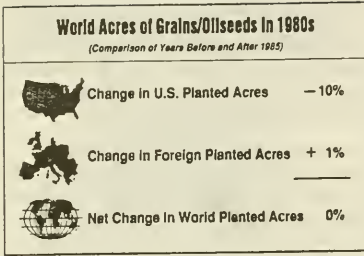 World Acres of Grains/Oilseeds in 1980s
(Comparison of Years Before and After 1985)
Change in U.S. Planted Acres −10%
Change in Foreign Planted Acres + 1%
Net Change in World Planted Acres 0%